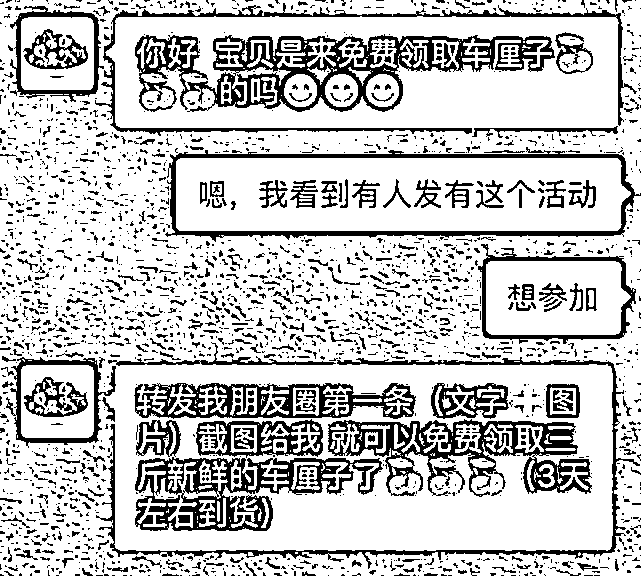 你好 宝贝是来免费领取车厘子🍒
🍒🍒的吗😊😊😊
嗯，我看到有人发有这个活动
想参加
转发我朋友圈第一条（文字➕图
片）截图给我 就可以免费领取三
斤新鲜的车厘子了🍒🍒🍒（3天
左右到货）